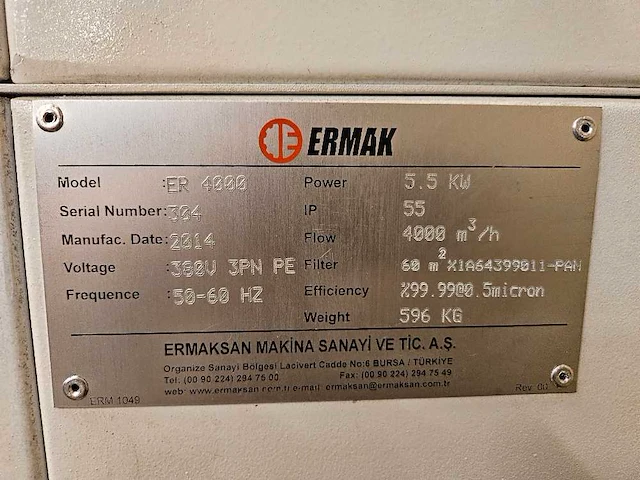 ERMAK
Model :ER 4000
Serial Number:304
Manufac. Date:2014
Voltage :380V 3PN PE
Frequence :50-60 HZ
Power 5.5 KW
IP 55
Flow 4000 m³/h
Filter 60 m²X1A64399011-PAN
Efficiency %99.99@0.5micron
Weight 596 KG
ERMAKSAN MAKİNA SANAYİ VE TİC. A.Ş.
Organize Sanayi Bölgesi Lacivert Cadde No:6 BURSA / TÜRKİYE
Tel: (00 90 224) 294 75 00 Fax: (00 90 224) 294 75 49
web: www.ermaksan.com.tr e-mail: ermaksan@ermaksan.com.tr
ERM 1049 Rev. 00